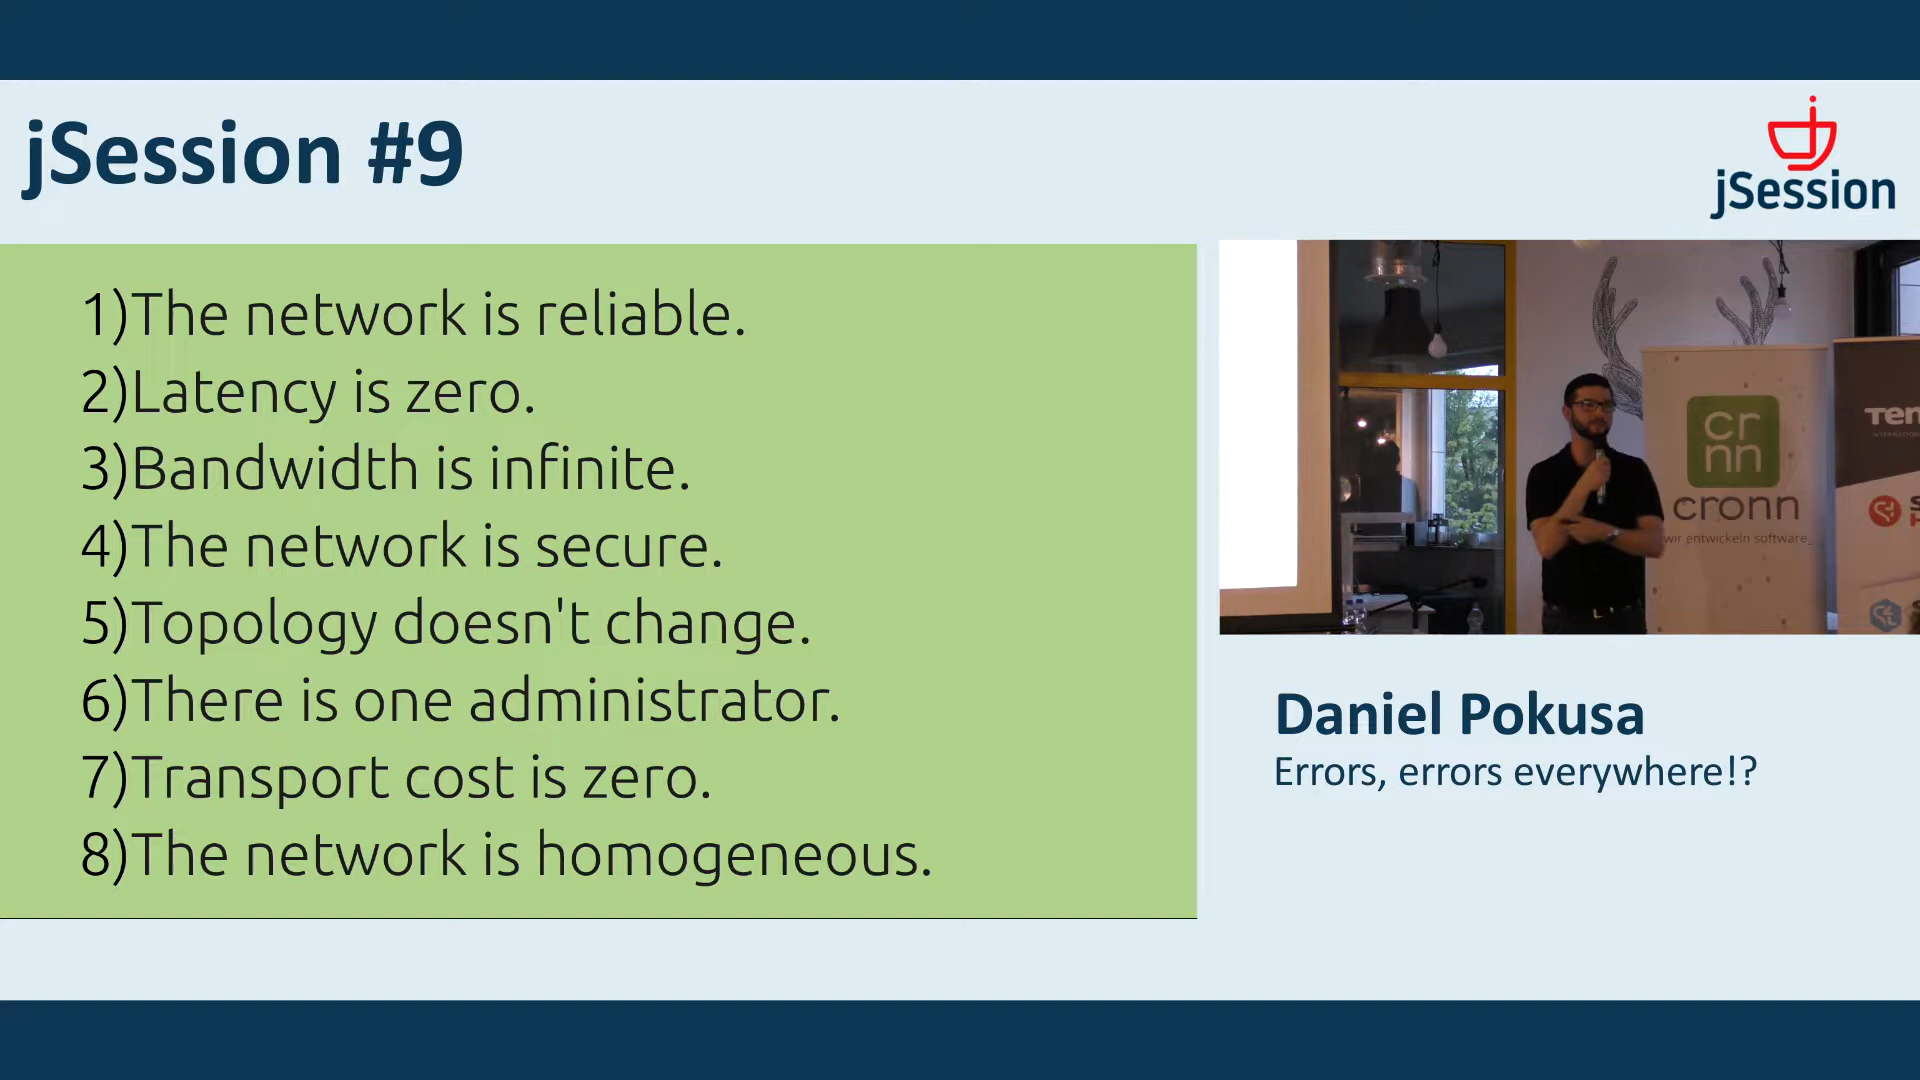 jSession #9
jSession
1)The network is reliable.
2)Latency is zero.
3)Bandwidth is infinite.
4)The network is secure.
5)Topology doesn't change.
6)There is one administrator.
7)Transport cost is zero.
8)The network is homogeneous.
cr
nn
cronn
wir entwickeln software_
Daniel Pokusa
Errors, errors everywhere!?